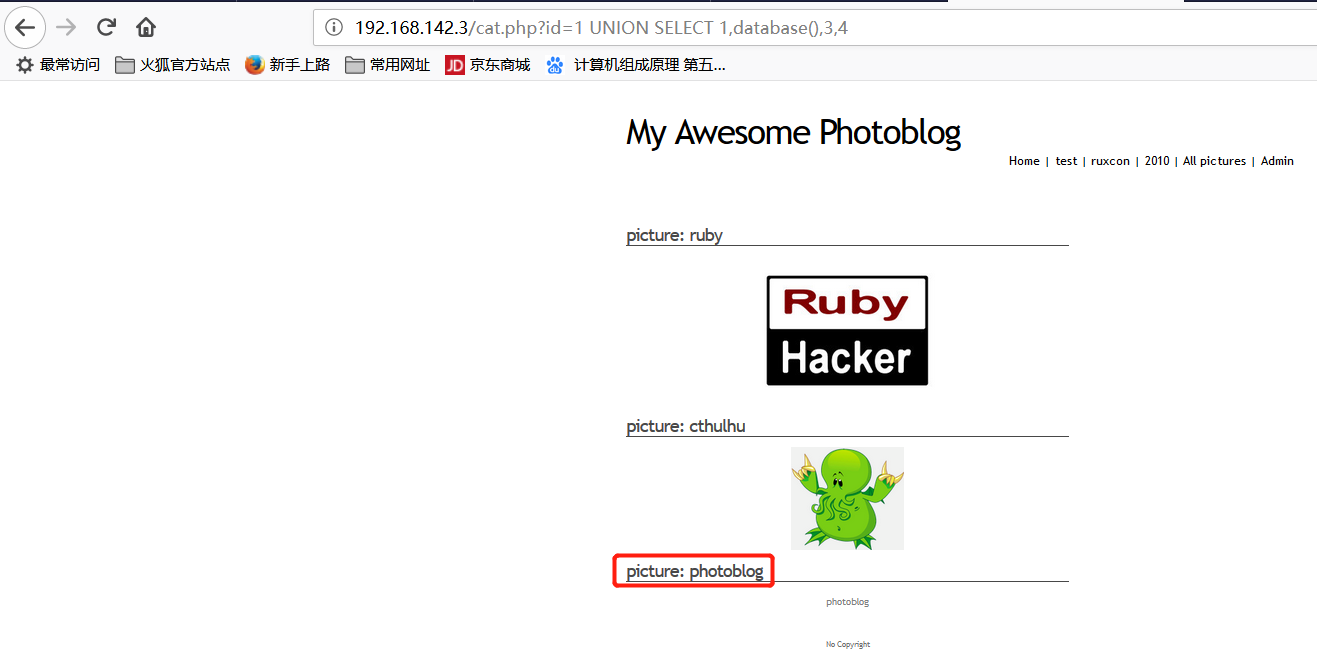 192.168.142.3/cat.php?id=1 UNION SELECT 1,database(),3,4
最常访问 火狐官方站点 新手上路 常用网址 JD 京东商城 计算机组成原理 第五...
My Awesome Photoblog
Home | test | ruxcon | 2010 | All pictures | Admin
picture: ruby
Ruby
Hacker
picture: cthulhu
picture: photoblog
photoblog
No Copyright